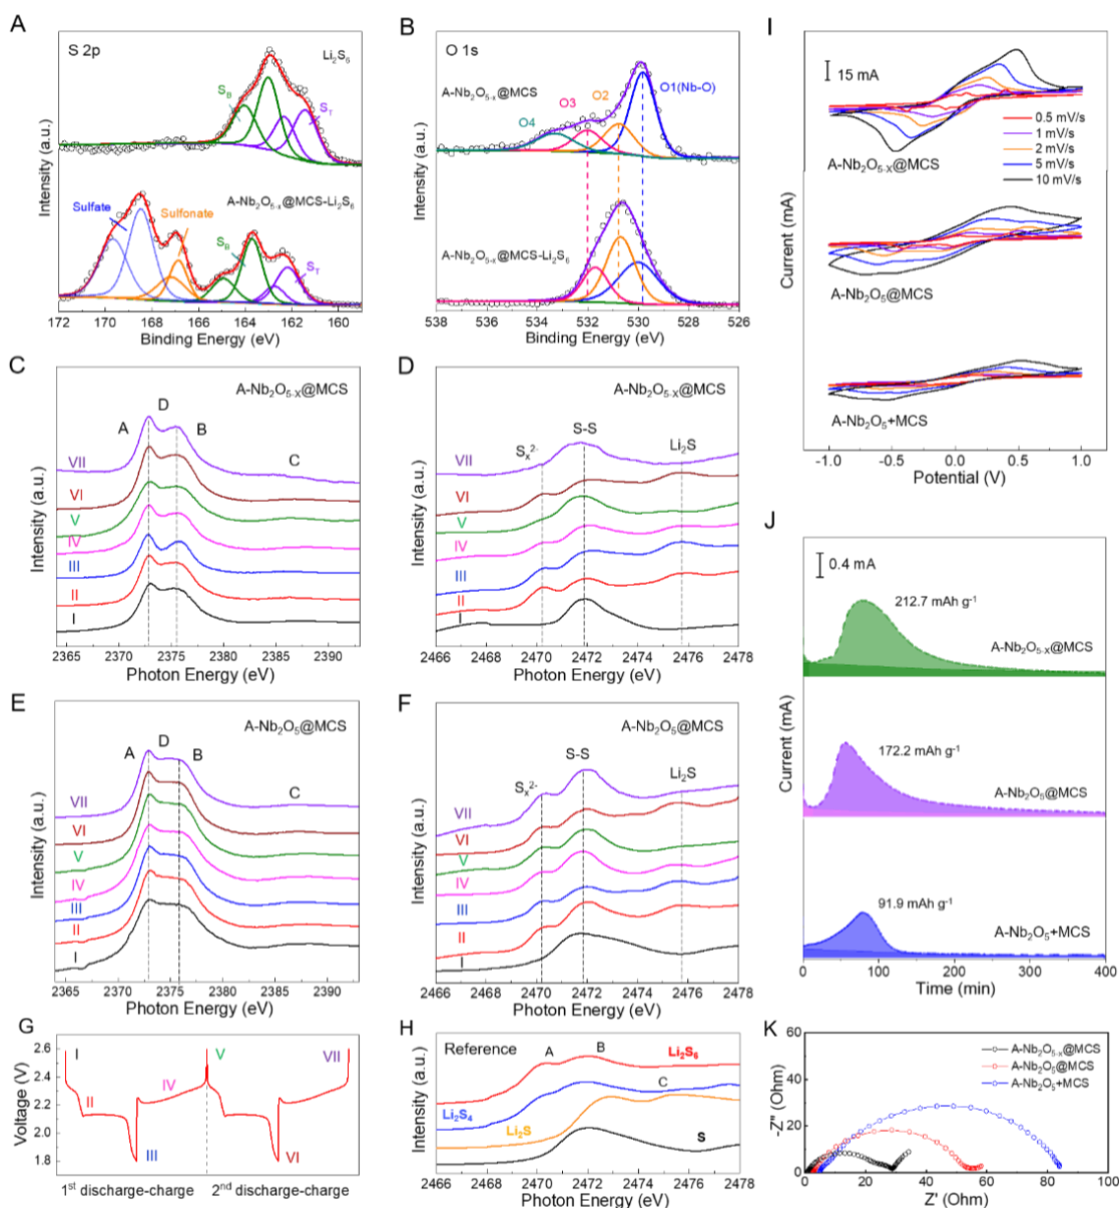 A
S 2p
Li₂S₆
S_B
S_T
Sulfate
Sulfonate
A-Nb₂O₅₋ₓ@MCS-Li₂S₆
S_B
S_T
Intensity (a.u.)
172 170 168 166 164 162 160
Binding Energy (eV)
B
O 1s
A-Nb₂O₅₋ₓ@MCS
O4
O3
O2
O1(Nb-O)
A-Nb₂O₅₋ₓ@MCS-Li₂S₆
Intensity (a.u.)
538 536 534 532 530 528 526
Binding Energy (eV)
I
15 mA
0.5 mV/s
1 mV/s
2 mV/s
5 mV/s
10 mV/s
A-Nb₂O₅₋ₓ@MCS
A-Nb₂O₅@MCS
A-Nb₂O₅+MCS
Current (mA)
-1.0 -0.5 0.0 0.5 1.0
Potential (V)
C
A-Nb₂O₅₋ₓ@MCS
A
D
B
C
VII
VI
V
IV
III
II
I
Intensity (a.u.)
2365 2370 2375 2380 2385 2390
Photon Energy (eV)
D
A-Nb₂O₅₋ₓ@MCS
Sₓ²⁻
S-S
Li₂S
VII
VI
V
IV
III
II
I
Intensity (a.u.)
2466 2468 2470 2472 2474 2476 2478
Photon Energy (eV)
J
0.4 mA
212.7 mAh g⁻¹
A-Nb₂O₅₋ₓ@MCS
172.2 mAh g⁻¹
A-Nb₂O₅@MCS
91.9 mAh g⁻¹
A-Nb₂O₅+MCS
Current (mA)
0 100 200 300 400
Time (min)
E
A-Nb₂O₅@MCS
A
D
B
C
VII
VI
V
IV
III
II
I
Intensity (a.u.)
2365 2370 2375 2380 2385 2390
Photon Energy (eV)
F
A-Nb₂O₅@MCS
Sₓ²⁻
S-S
Li₂S
VII
VI
V
IV
III
II
I
Intensity (a.u.)
2466 2468 2470 2472 2474 2476 2478
Photon Energy (eV)
G
I
V
VII
II
IV
III
VI
Voltage (V)
2.6
2.4
2.2
2.0
1.8
1ˢᵗ discharge-charge
2ⁿᵈ discharge-charge
H
Reference
A
B
C
Li₂S₆
Li₂S₄
Li₂S
S
Intensity (a.u.)
2466 2468 2470 2472 2474 2476 2478
Photon Energy (eV)
K
A-Nb₂O₅₋ₓ@MCS
A-Nb₂O₅@MCS
A-Nb₂O₅+MCS
-Z'' (Ohm)
60
30
0
0 20 40 60 80 100
Z' (Ohm)